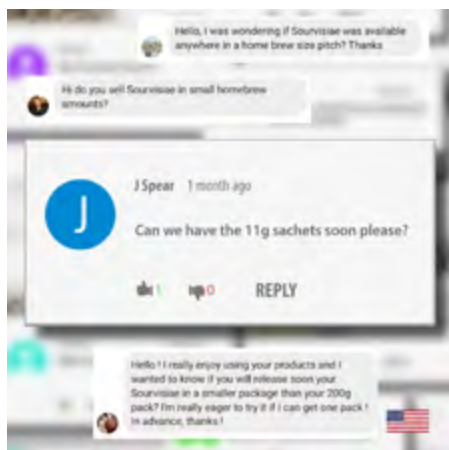 Hello, I was wondering if Sourvisiae was available
anywhere in a home brew size pitch? Thanks
Hi do you sell Sourvisiae in small homebrew
amounts?
J
J Spear 1 month ago
Can we have the 11g sachets soon please?
1 0 REPLY
Hello ! I really enjoy using your products and I
wanted to know if you will release soon your
Sourvisiae in a smaller package than your 200g
pack? I'm really eager to try it if I can get one pack !
In advance, thanks !